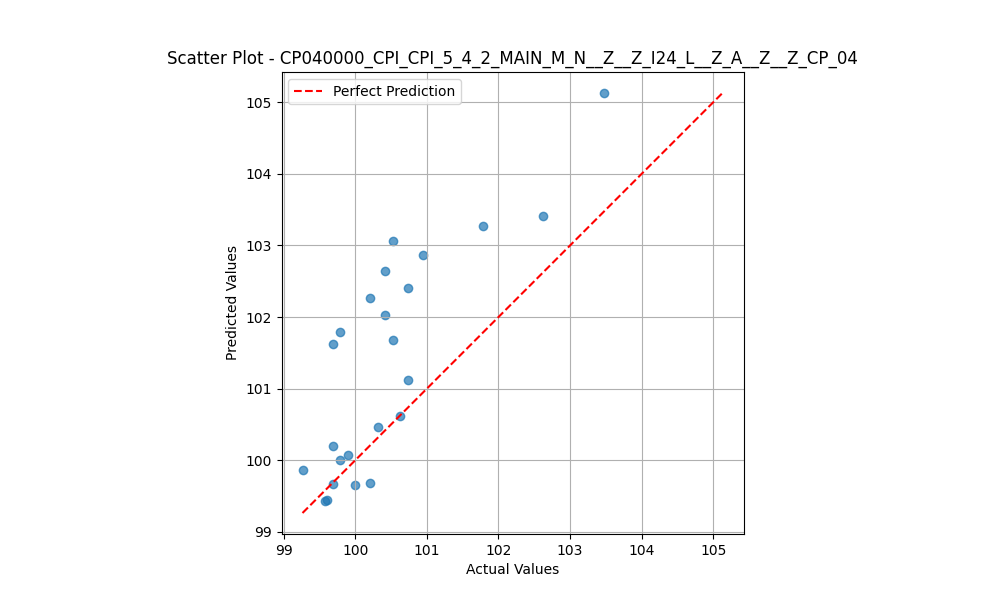 Scatter Plot - CP040000_CPI_CPI_5_4_2_MAIN_M_N__Z__Z_I24_L__Z_A__Z__Z_CP_04
Perfect Prediction
105
104
103
102
101
100
99
Predicted Values
99 100 101 102 103 104 105
Actual Values